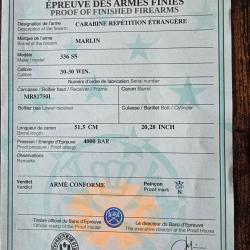 ÉPREUVE DES ARMES FINIES
PROOF OF FINISHED FIREARMS
Désignation de l'arme CARABINE RÉPÉTITION ÉTRANGÈRE
Description of the firearm
Marque de l'arme MARLIN
Brand of the firearm
Modèle 336 SS
Make / model
Calibre 30-30 WIN.
Calibre
Numéro d'ordre de fabrication Serial number
Carcasse / Boîtier haut / Receiver / Frame Canon Barrel
MR81750I
Boîtier bas Lower receiver Culasse / Barillet Bolt / Cylinder
Longueur de canon 51,5 CM 20,28 INCH
Barrel length
Pression / Energie d'Épreuve 4000 BAR
Proof pressure / Proof energy
Observations
Remarks
Verdict ARME CONFORME Poinçon
Verdict Proof mark
Timbre officiel du Banc d'Épreuve Le directeur du Banc d'Épreuve
Official stamp of the Proof House The executive director of the Proof House